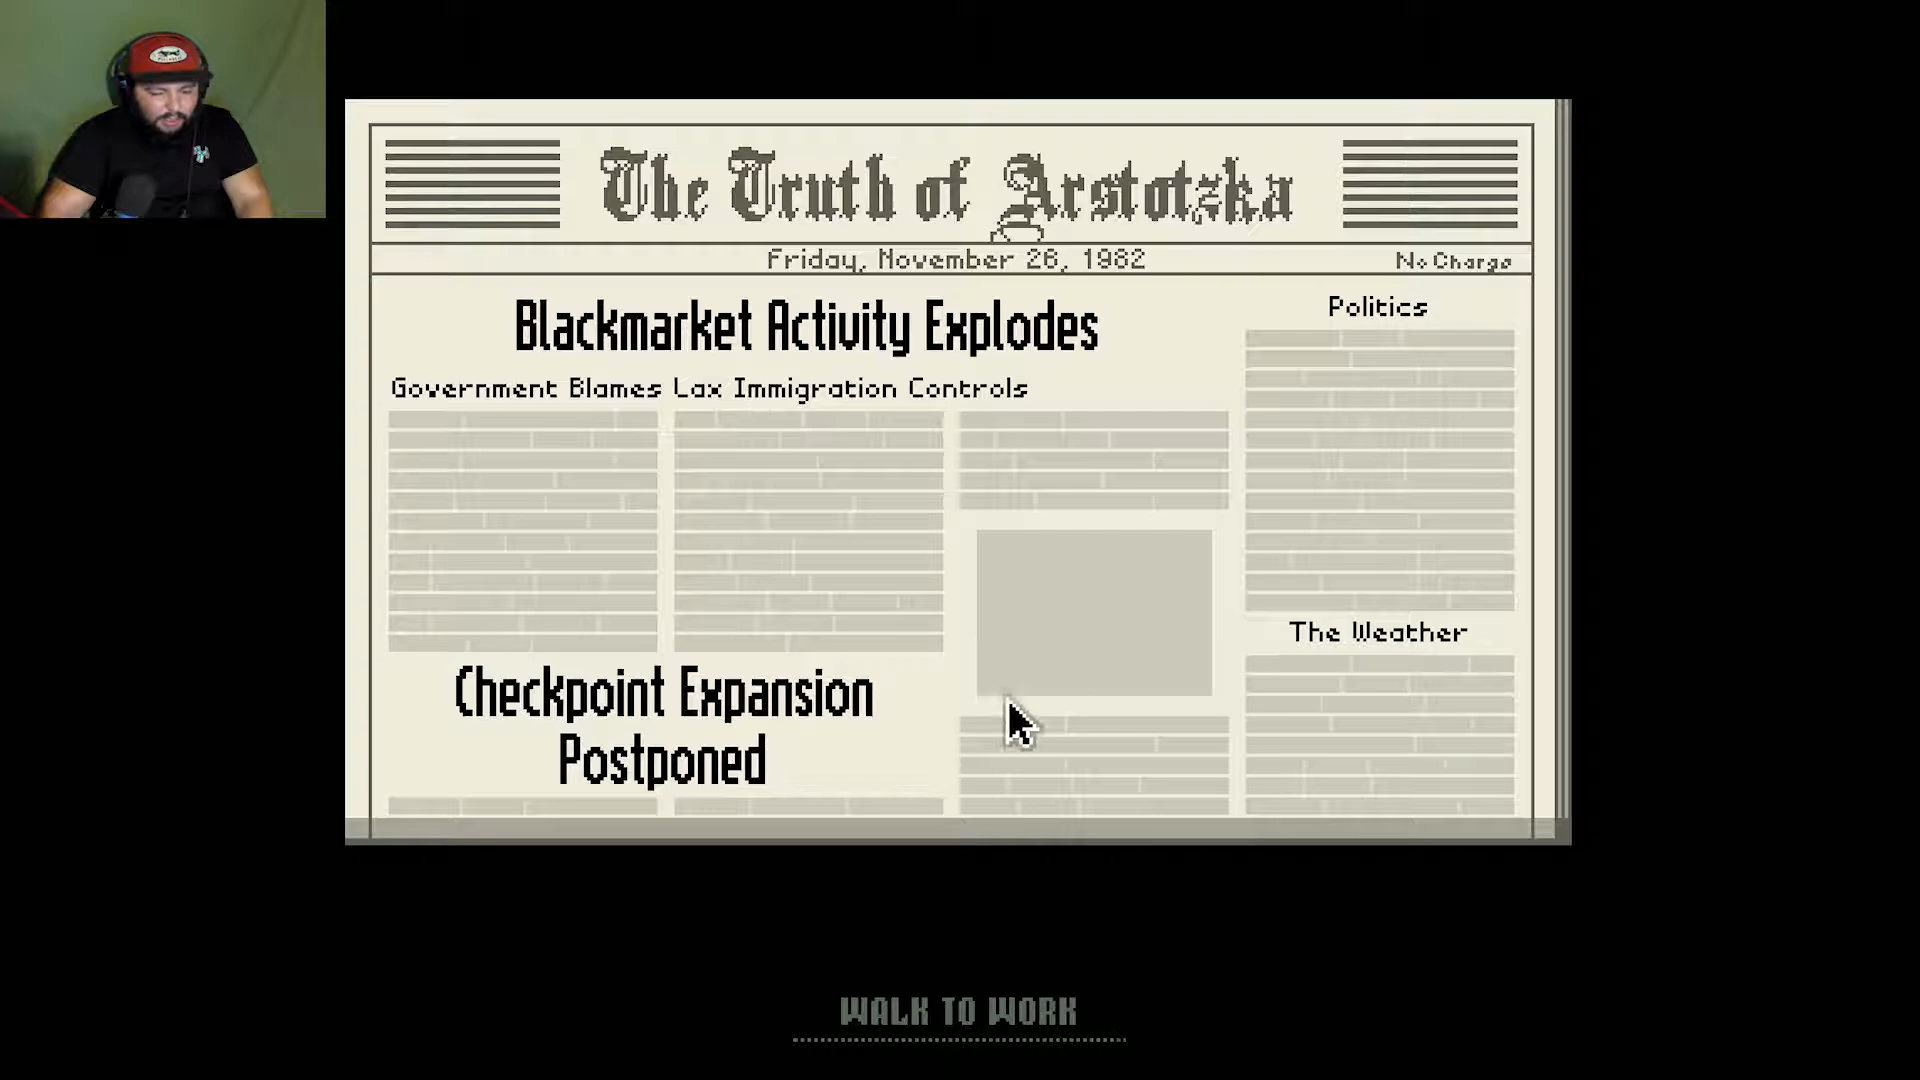 The Truth of Arstotzka
Friday, November 26, 1982
No Charge
Blackmarket Activity Explodes
Government Blames Lax Immigration Controls
Politics
The Weather
Checkpoint Expansion
Postponed
WALK TO WORK